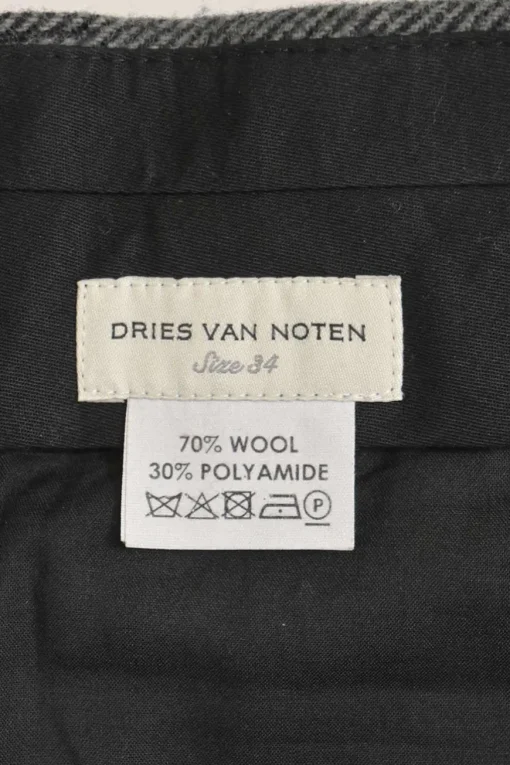 DRIES VAN NOTEN
Size 34
70% WOOL
30% POLYAMIDE
P